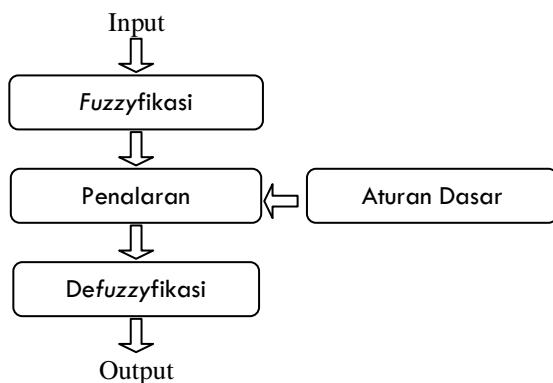 Input
Fuzzyfikasi
Penalaran
Aturan Dasar
Defuzzyfikasi
Output